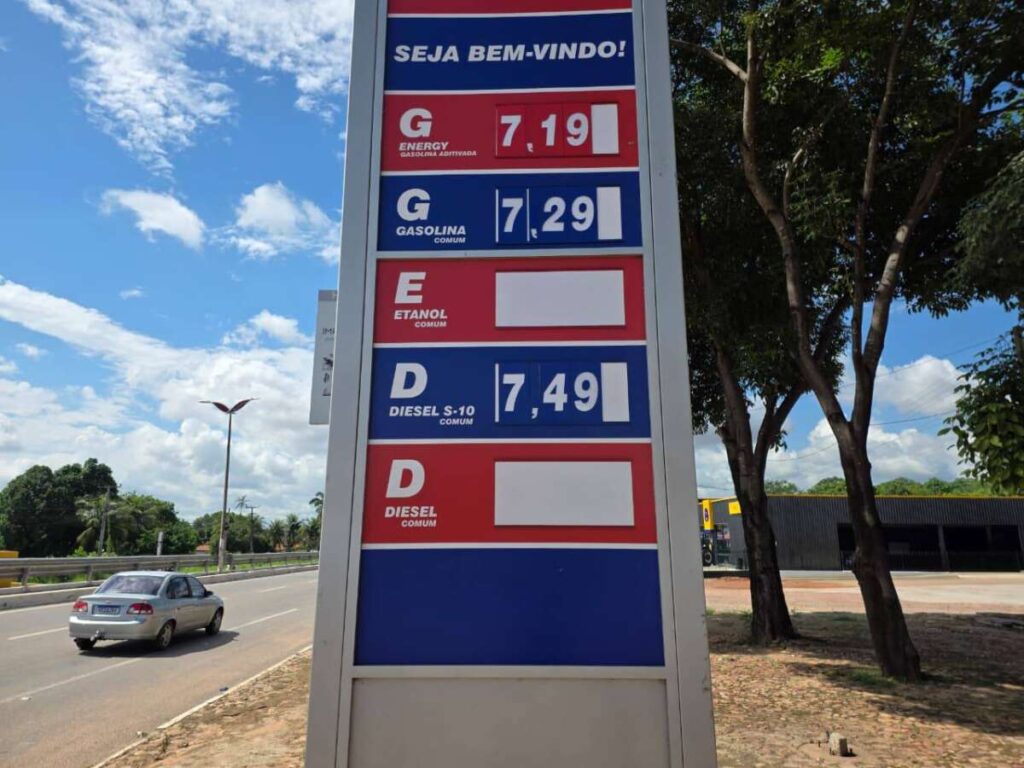 SEJA BEM-VINDO!
G
ENERGY
GASOLINA ADITIVADA
7,19
G
GASOLINA
COMUM
7,29
E
ETANOL
COMUM
D
DIESEL S-10
COMUM
7,49
D
DIESEL
COMUM